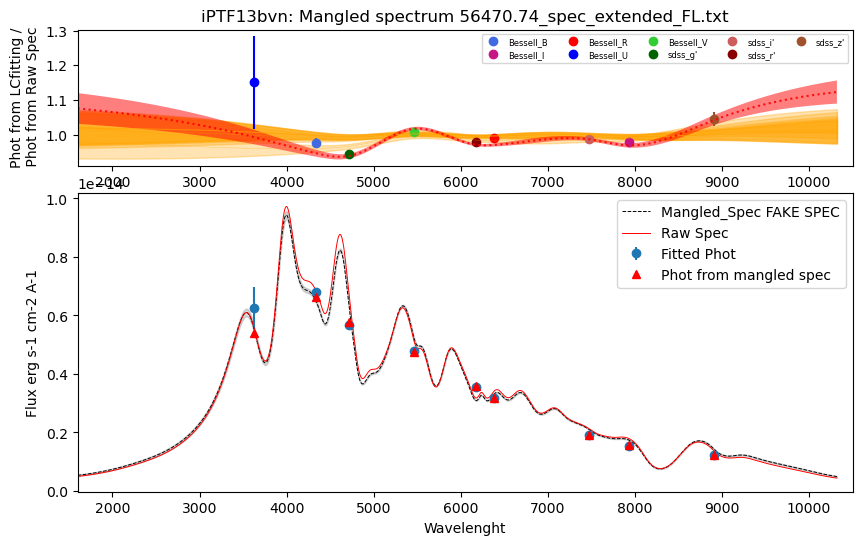 iPTF13bvn: Mangled spectrum 56470.74_spec_extended_FL.txt
Phot from LCfitting /
Phot from Raw Spec
1.3
1.2
1.1
1.0
Bessell_B
Bessell_I
Bessell_R
Bessell_U
Bessell_V
sdss_g'
sdss_i'
sdss_r'
sdss_z'
2000 3000 4000 5000 6000 7000 8000 9000 10000
1e−14
Flux erg s-1 cm-2 A-1
1.0
0.8
0.6
0.4
0.2
0.0
Mangled_Spec FAKE SPEC
Raw Spec
Fitted Phot
Phot from mangled spec
2000 3000 4000 5000 6000 7000 8000 9000 10000
Wavelenght